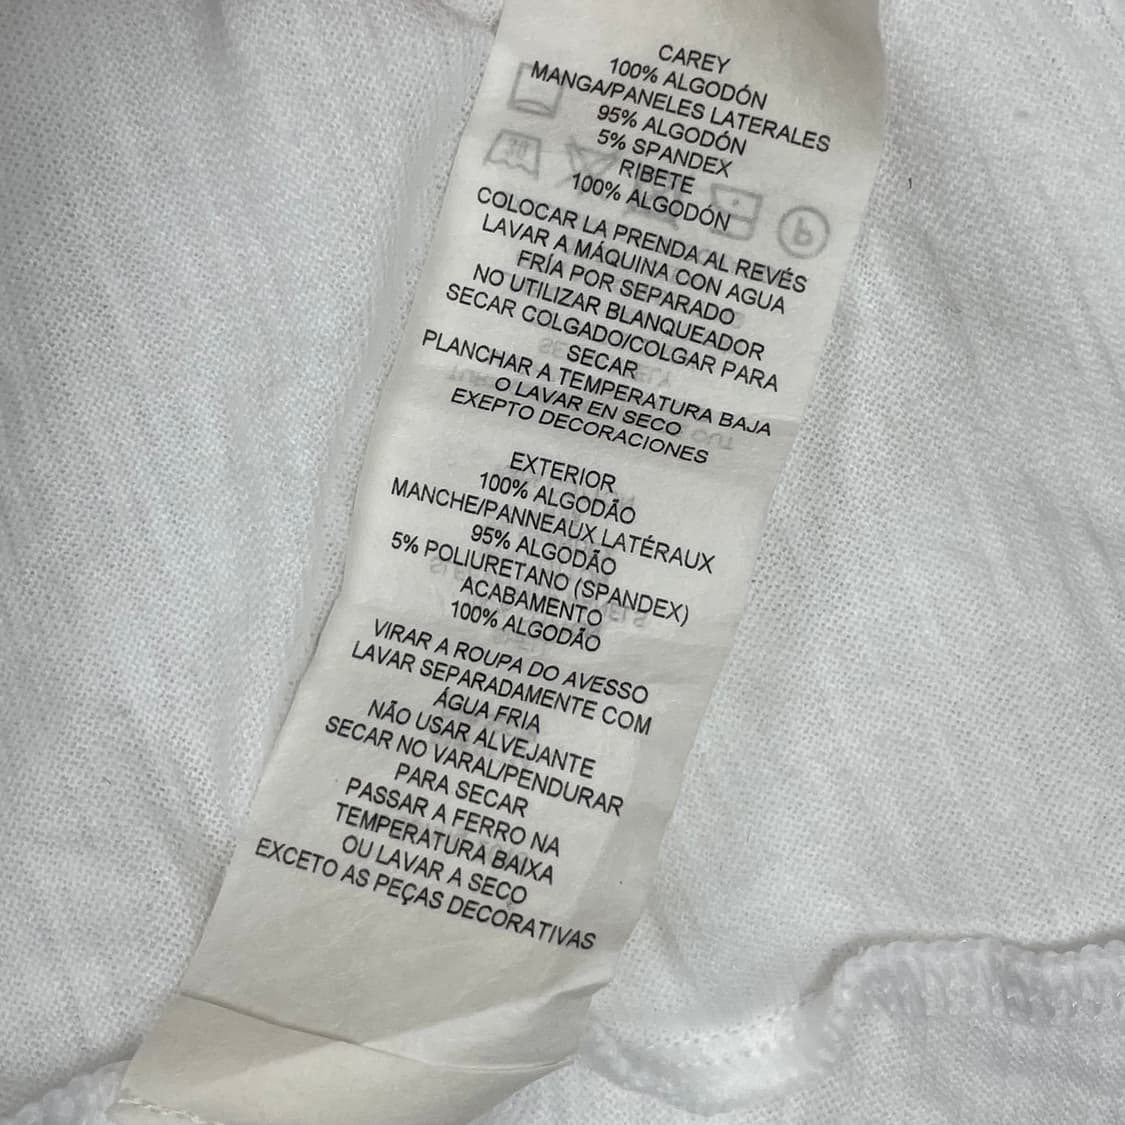 CAREY
100% ALGODÓN
MANGA/PANELES LATERALES
95% ALGODÓN
5% SPANDEX
RIBETE
100% ALGODÓN
COLOCAR LA PRENDA AL REVÉS
LAVAR A MÁQUINA CON AGUA
FRÍA POR SEPARADO
NO UTILIZAR BLANQUEADOR
SECAR COLGADO/COLGAR PARA
SECAR
PLANCHAR A TEMPERATURA BAJA
O LAVAR EN SECO
EXEPTO DECORACIONES
EXTERIOR
100% ALGODÃO
MANCHE/PANNEAUX LATÉRAUX
95% ALGODÃO
5% POLIURETANO (SPANDEX)
ACABAMENTO
100% ALGODÃO
VIRAR A ROUPA DO AVESSO
LAVAR SEPARADAMENTE COM
ÁGUA FRIA
NÃO USAR ALVEJANTE
SECAR NO VARAL/PENDURAR
PARA SECAR
PASSAR A FERRO NA
TEMPERATURA BAIXA
OU LAVAR A SECO
EXCETO AS PEÇAS DECORATIVAS